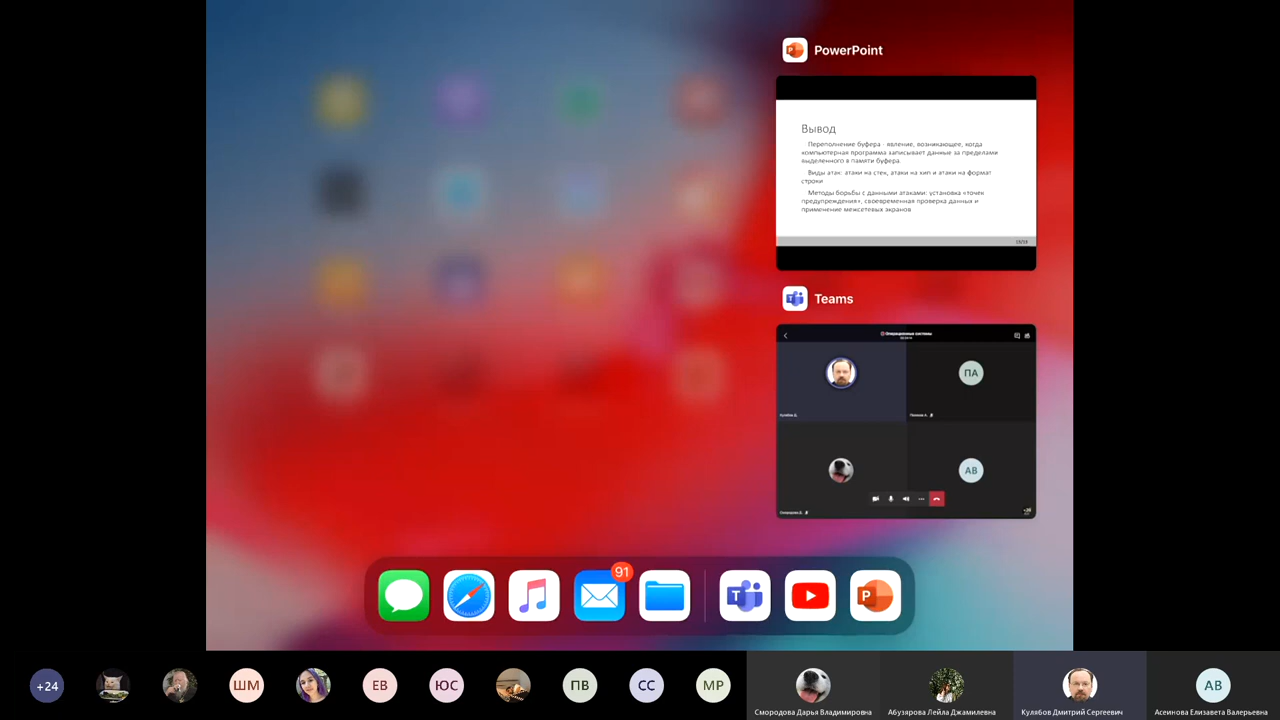 PowerPoint
Вывод
Переполнение буфера - явление, возникающее, когда
компьютерная программа записывает данные за пределами
выделенного в памяти буфера.
Виды атак: атаки на стек, атаки на хип и атаки на формат
строки
Методы борьбы с данными атаками: установка «точек
предупреждения», своевременная проверка данных и
применение межсетевых экранов
Teams
Операционные системы
ПА
Кулябов Д.
АВ
91
+24
ШМ
ЕВ
ЮС
ПВ
СС
МР
АВ
Смородова Дарья Владимировна
Абузярова Лейла Джамилевна
Кулябов Дмитрий Сергеевич
Асеинова Елизавета Валерьевна